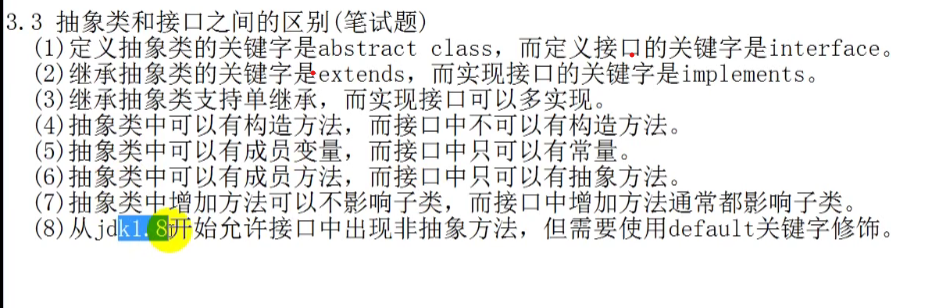 3.3 抽象类和接口之间的区别(笔试题)
(1)定义抽象类的关键字是abstract class，而定义接口的关键字是interface。
(2)继承抽象类的关键字是extends，而实现接口的关键字是implements。
(3)继承抽象类支持单继承，而实现接口可以多实现。
(4)抽象类中可以有构造方法，而接口中不可以有构造方法。
(5)抽象类中可以有成员变量，而接口中只可以有常量。
(6)抽象类中可以有成员方法，而接口中只可以有抽象方法。
(7)抽象类中增加方法可以不影响子类，而接口中增加方法通常都影响子类。
(8)从jdk1.8开始允许接口中出现非抽象方法，但需要使用default关键字修饰。